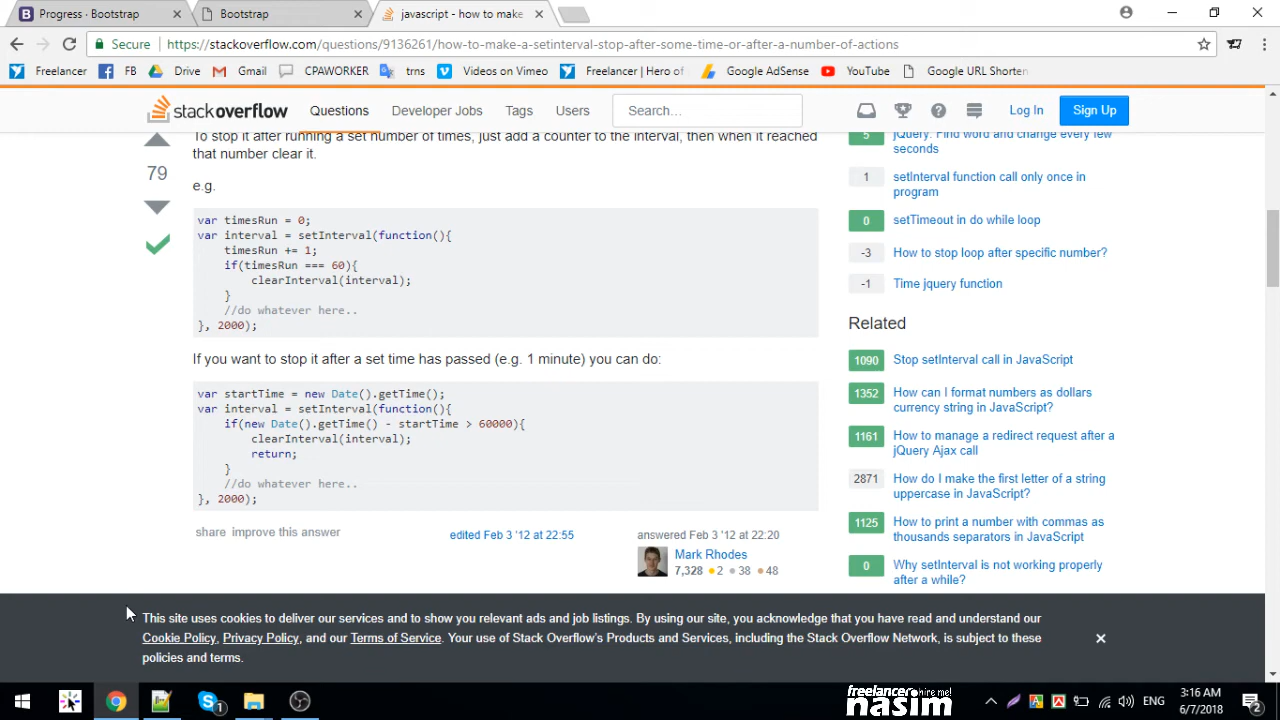 Progress · Bootstrap
Bootstrap
javascript - how to make
Secure https://stackoverflow.com/questions/9136261/how-to-make-a-setinterval-stop-after-some-time-or-after-a-number-of-actions
Freelancer FB Drive Gmail CPAWORKER trns Videos on Vimeo Freelancer | Hero of Google AdSense YouTube Google URL Shorten
stackoverflow Questions Developer Jobs Tags Users Search... Log In Sign Up
To stop it after running a set number of times, just add a counter to the interval, then when it reached
that number clear it.
79
e.g.
var timesRun = 0;
var interval = setInterval(function(){
timesRun += 1;
if(timesRun === 60){
clearInterval(interval);
}
//do whatever here..
}, 2000);
If you want to stop it after a set time has passed (e.g. 1 minute) you can do:
var startTime = new Date().getTime();
var interval = setInterval(function(){
if(new Date().getTime() - startTime > 60000){
clearInterval(interval);
return;
}
//do whatever here..
}, 2000);
share improve this answer
edited Feb 3 '12 at 22:55
answered Feb 3 '12 at 22:20
Mark Rhodes
7,328 2 38 48
5 jQuery: Find word and change every few
seconds
1 setInterval function call only once in
program
0 setTimeout in do while loop
-3 How to stop loop after specific number?
-1 Time jquery function
Related
1090 Stop setInterval call in JavaScript
1352 How can I format numbers as dollars
currency string in JavaScript?
1161 How to manage a redirect request after a
jQuery Ajax call
2871 How do I make the first letter of a string
uppercase in JavaScript?
1125 How to print a number with commas as
thousands separators in JavaScript
0 Why setInterval is not working properly
after a while?
This site uses cookies to deliver our services and to show you relevant ads and job listings. By using our site, you acknowledge that you have read and understand our
Cookie Policy, Privacy Policy, and our Terms of Service. Your use of Stack Overflow's Products and Services, including the Stack Overflow Network, is subject to these
policies and terms.
freelancer hire me!
nasim
ENG
3:16 AM
6/7/2018
1
2